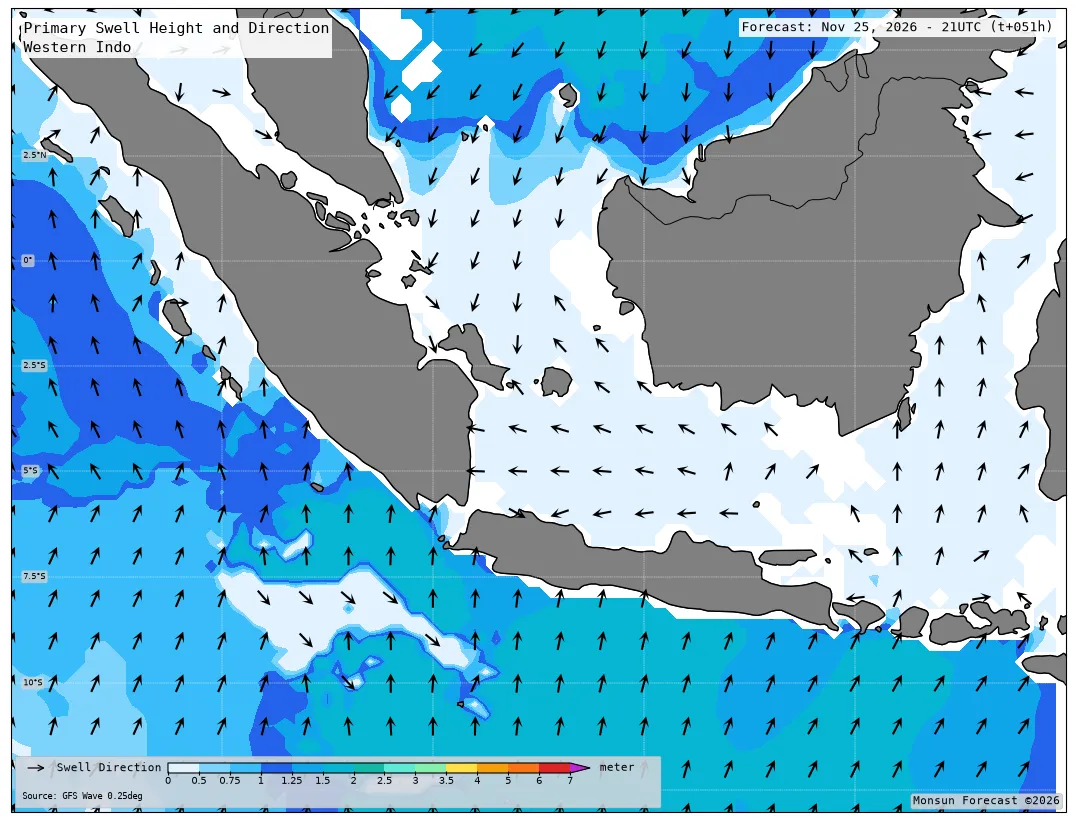 Primary Swell Height and Direction
Western Indo
Forecast: Nov 25, 2026 - 21UTC (t+051h)
2.5°N
0°
2.5°S
5°S
7.5°S
10°S
Swell Direction
0 0.5 0.75 1 1.25 1.5 2 2.5 3 3.5 4 5 6 7
meter
Source: GFS Wave 0.25deg
Monsun Forecast ©2026